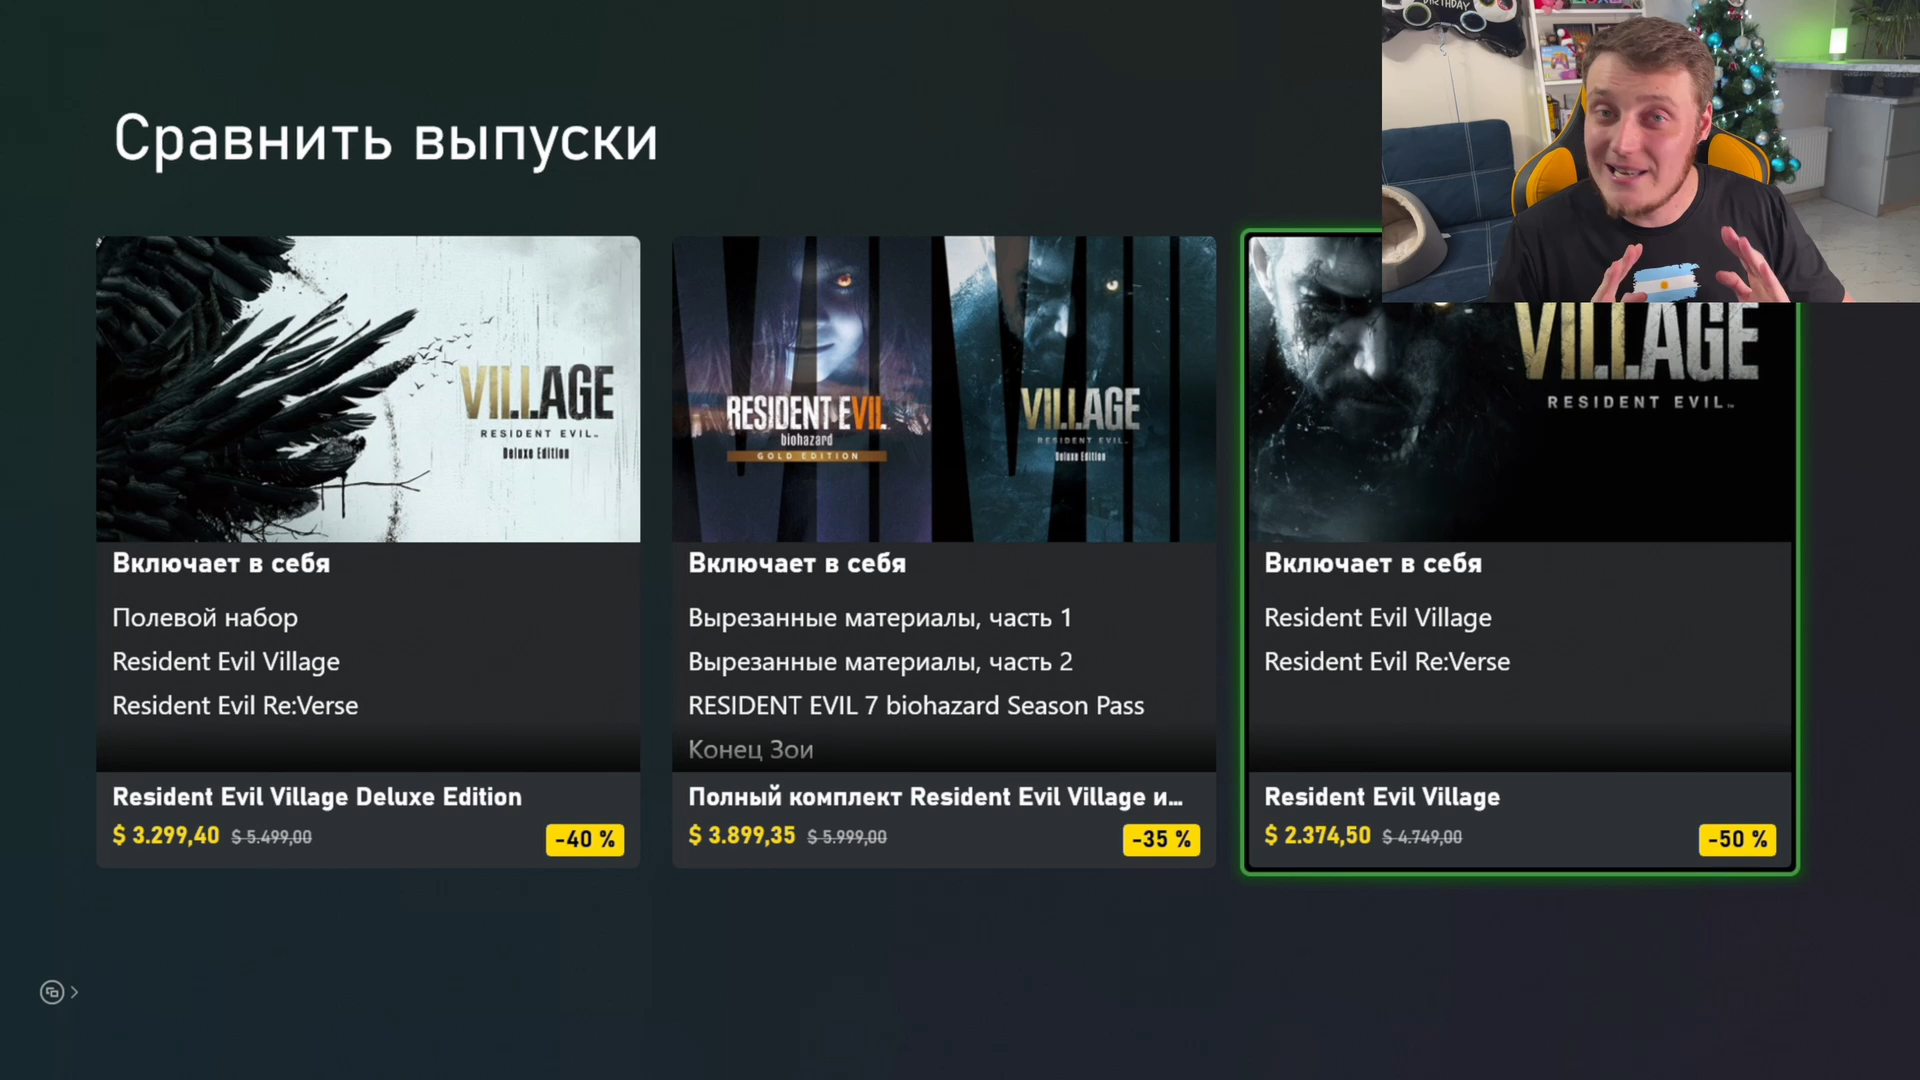 BIRTHDAY
Сравнить выпуски
VILLAGE
RESIDENT EVIL
Deluxe Edition
RESIDENT EVIL
biohazard
GOLD EDITION
VILLAGE
RESIDENT EVIL
Deluxe Edition
VILLAGE
RESIDENT EVIL
Включает в себя
Полевой набор
Resident Evil Village
Resident Evil Re:Verse
Resident Evil Village Deluxe Edition
$ 3.299,40 $ 5.499,00 -40 %
Включает в себя
Вырезанные материалы, часть 1
Вырезанные материалы, часть 2
RESIDENT EVIL 7 biohazard Season Pass
Конец Зои
Полный комплект Resident Evil Village и...
$ 3.899,35 $ 5.999,00 -35 %
Включает в себя
Resident Evil Village
Resident Evil Re:Verse
Resident Evil Village
$ 2.374,50 $ 4.749,00 -50 %